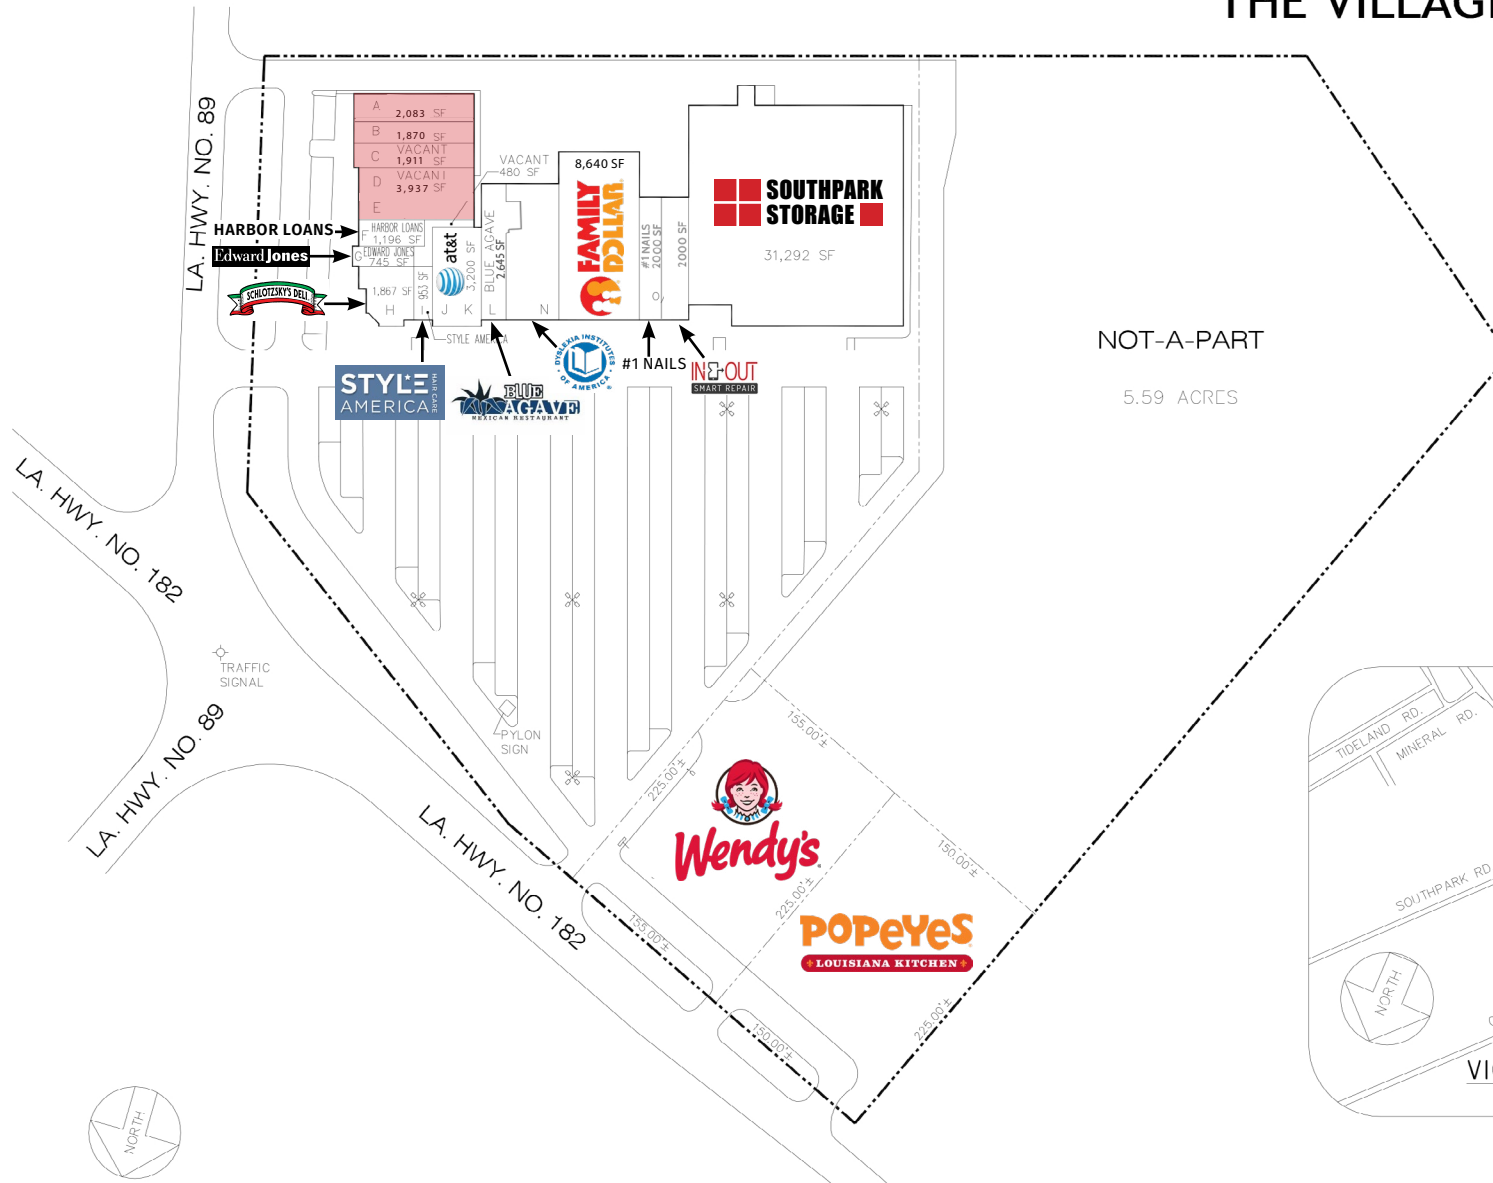 THE VILLAGE
LA. HWY. NO. 89
A
2,083 SF
B
1,870 SF
VACANT
C
1,911 SF
VACANT
D
3,937 SF
E
VACANT
480 SF
HARBOR LOANS
F
HARBOR LOANS
1,196 SF
Edward Jones
G
EDWARD JONES
745 SF
SCHLOTZSKY'S DELI
1,867 SF
H
953 SF
I
at&t
3,200 SF
J
K
BLUE AGAVE
2,645 SF
L
N
8,640 SF
FAMILY
DOLLAR
#1 NAILS
2000 SF
O
2000 SF
SOUTHPARK
STORAGE
31,292 SF
STYLE AMERICA
STYLE
AMERICA
HAIR CARE
BLUE
AGAVE
MEXICAN RESTAURANT
DYSLEXIA INSTITUTES
OF AMERICA
#1 NAILS
IN OUT
SMART REPAIR
NOT-A-PART
5.59 ACRES
LA. HWY. NO. 182
TRAFFIC
SIGNAL
LA. HWY. NO. 89
PYLON
SIGN
LA. HWY. NO. 182
155.00'±
225.00'±
Wendy's
150.00'±
225.00'±
155.00'±
POPEYES
LOUISIANA KITCHEN
225.00'±
150.00'±
NORTH
TIDELAND RD.
MINERAL RD.
SOUTHPARK RD
NORTH